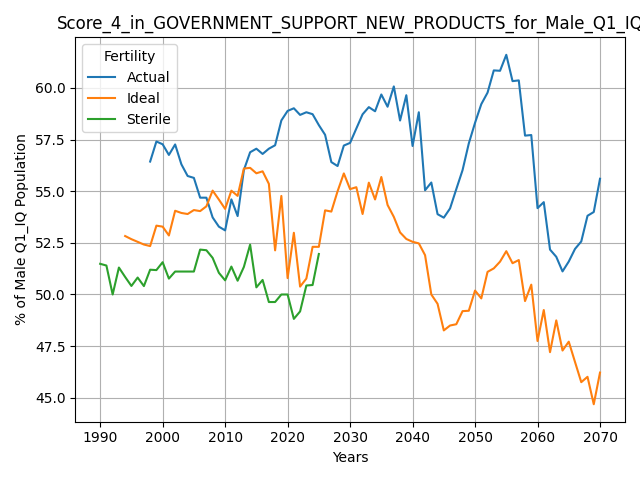 Score_4_in_GOVERNMENT_SUPPORT_NEW_PRODUCTS_for_Male_Q1_IQ
Fertility
Actual
Ideal
Sterile
% of Male Q1_IQ Population
60.0
57.5
55.0
52.5
50.0
47.5
45.0
1990 2000 2010 2020 2030 2040 2050 2060 2070
Years